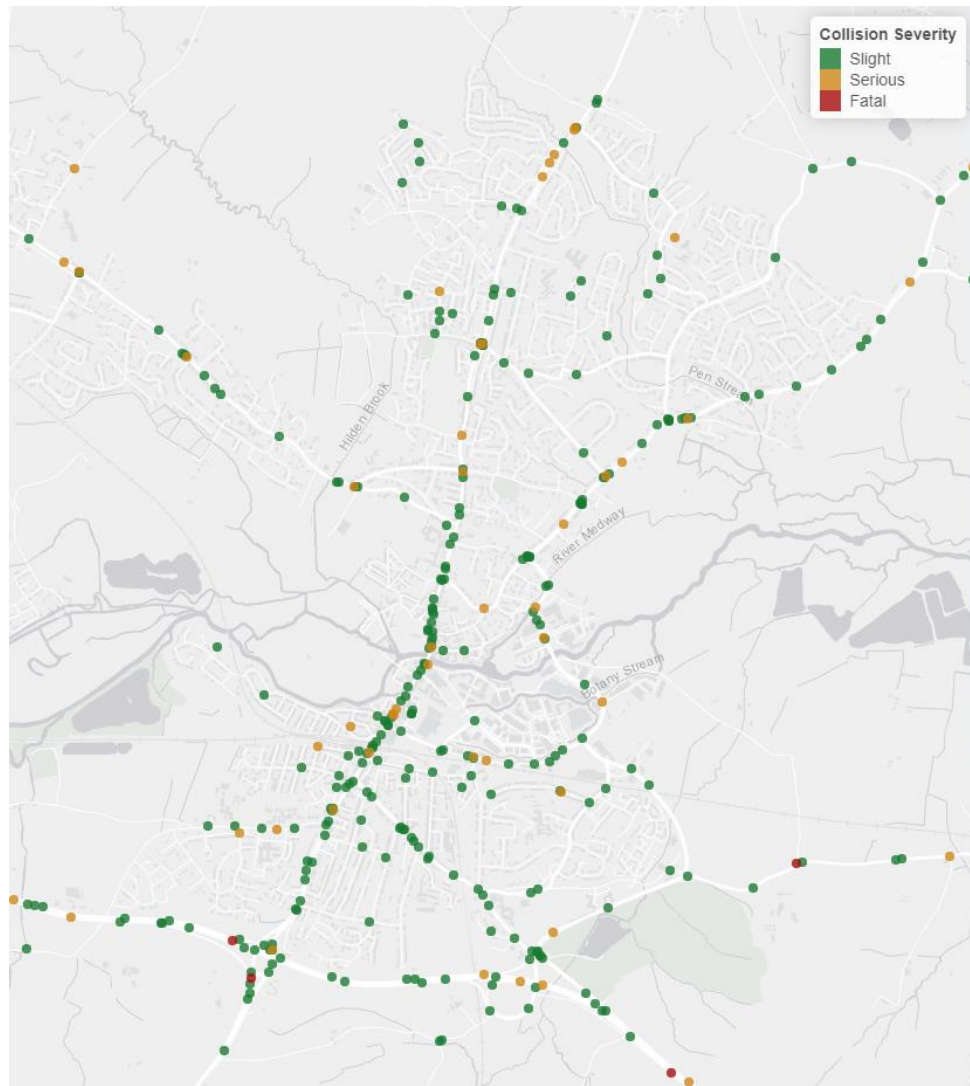 Collision Severity
Slight
Serious
Fatal
Pen Stream
Hilden Brook
River Medway
Botany Stream